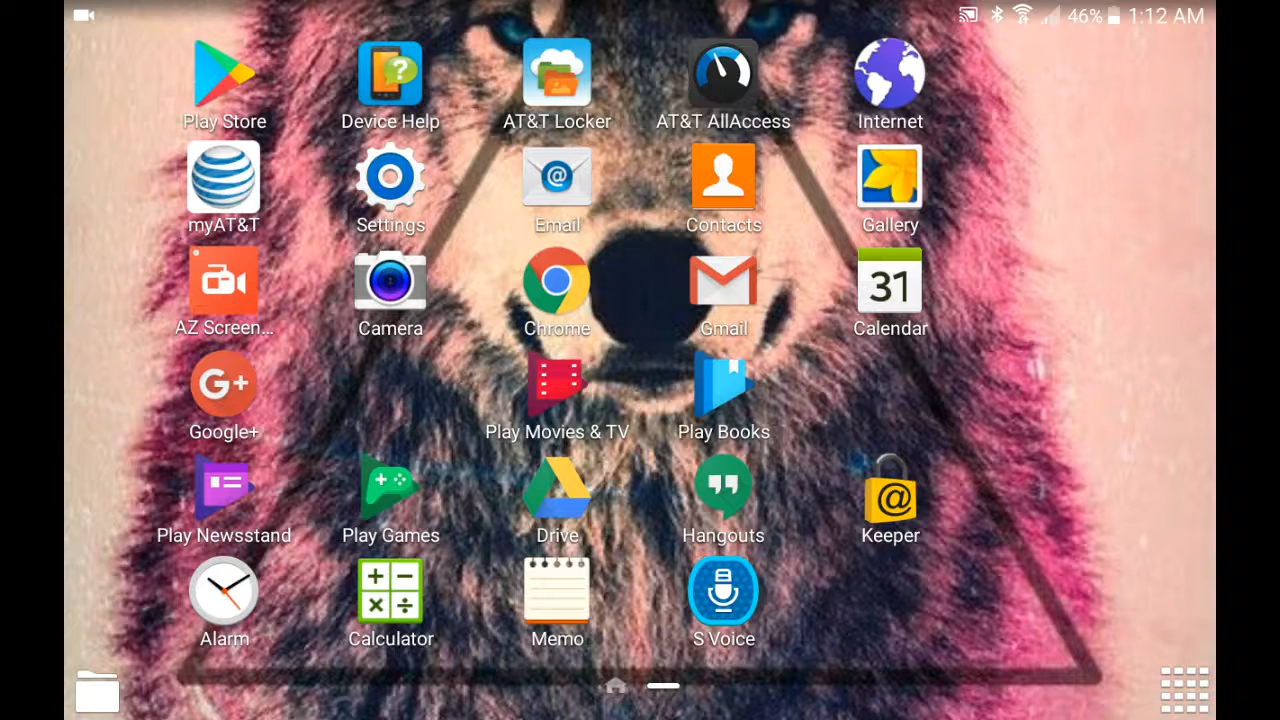 46% 1:12 AM
Play Store Device Help AT&T Locker AT&T AllAccess Internet
@
myAT&T Settings Email Contacts Gallery
31
AZ Screen... Camera Chrome Gmail Calendar
G+
Google+ Play Movies & TV Play Books
@
Play Newsstand Play Games Drive Hangouts Keeper
Alarm Calculator Memo S Voice